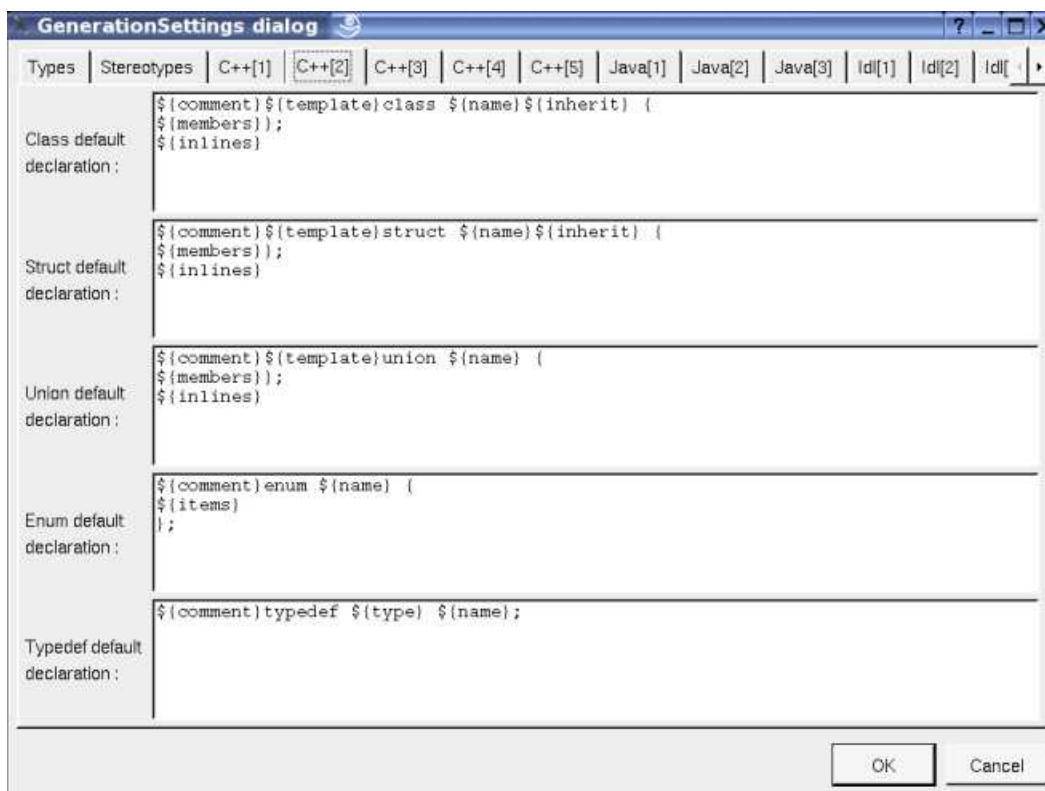 GenerationSettings dialog
?
Types Stereotypes C++[1] C++[2] C++[3] C++[4] C++[5] Java[1] Java[2] Java[3] Idl[1] Idl[2] Idl[
Class default
declaration :
${comment}${template}class ${name}${inherit} {
${members}};
${inlines}
Struct default
declaration :
${comment}${template}struct ${name}${inherit} {
${members}};
${inlines}
Union default
declaration :
${comment}${template}union ${name} {
${members}};
${inlines}
Enum default
declaration :
${comment}enum ${name} {
${items}
};
Typedef default
declaration :
${comment}typedef ${type} ${name};
OK Cancel